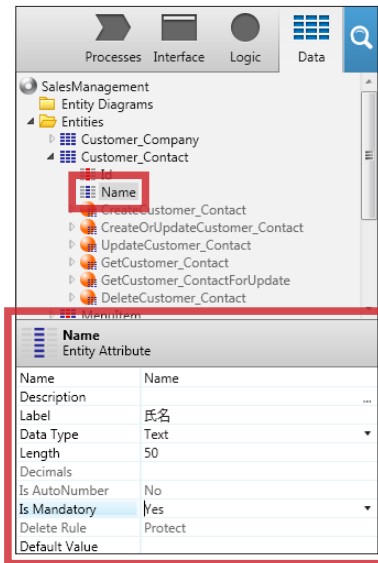 Processes Interface Logic Data
SalesManagement
Entity Diagrams
Entities
Customer_Company
Customer_Contact
Id
Name
CreateCustomer_Contact
CreateOrUpdateCustomer_Contact
UpdateCustomer_Contact
GetCustomer_Contact
GetCustomer_ContactForUpdate
DeleteCustomer_Contact
MenuItem
Name
Entity Attribute
Name Name
Description ...
Label 氏名
Data Type Text
Length 50
Decimals
Is AutoNumber No
Is Mandatory Yes
Delete Rule Protect
Default Value